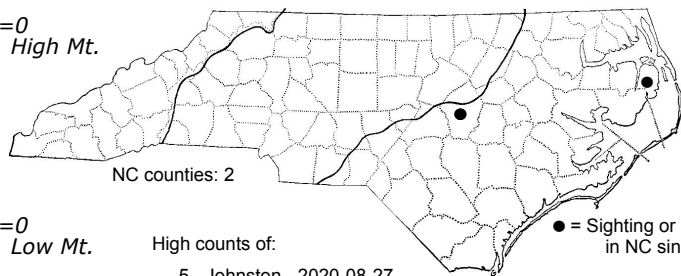 =0
High Mt.
NC counties: 2
=0
Low Mt.
High counts of:
● = Sighting or
in NC sin
5 - Johnston - 2020-08-27